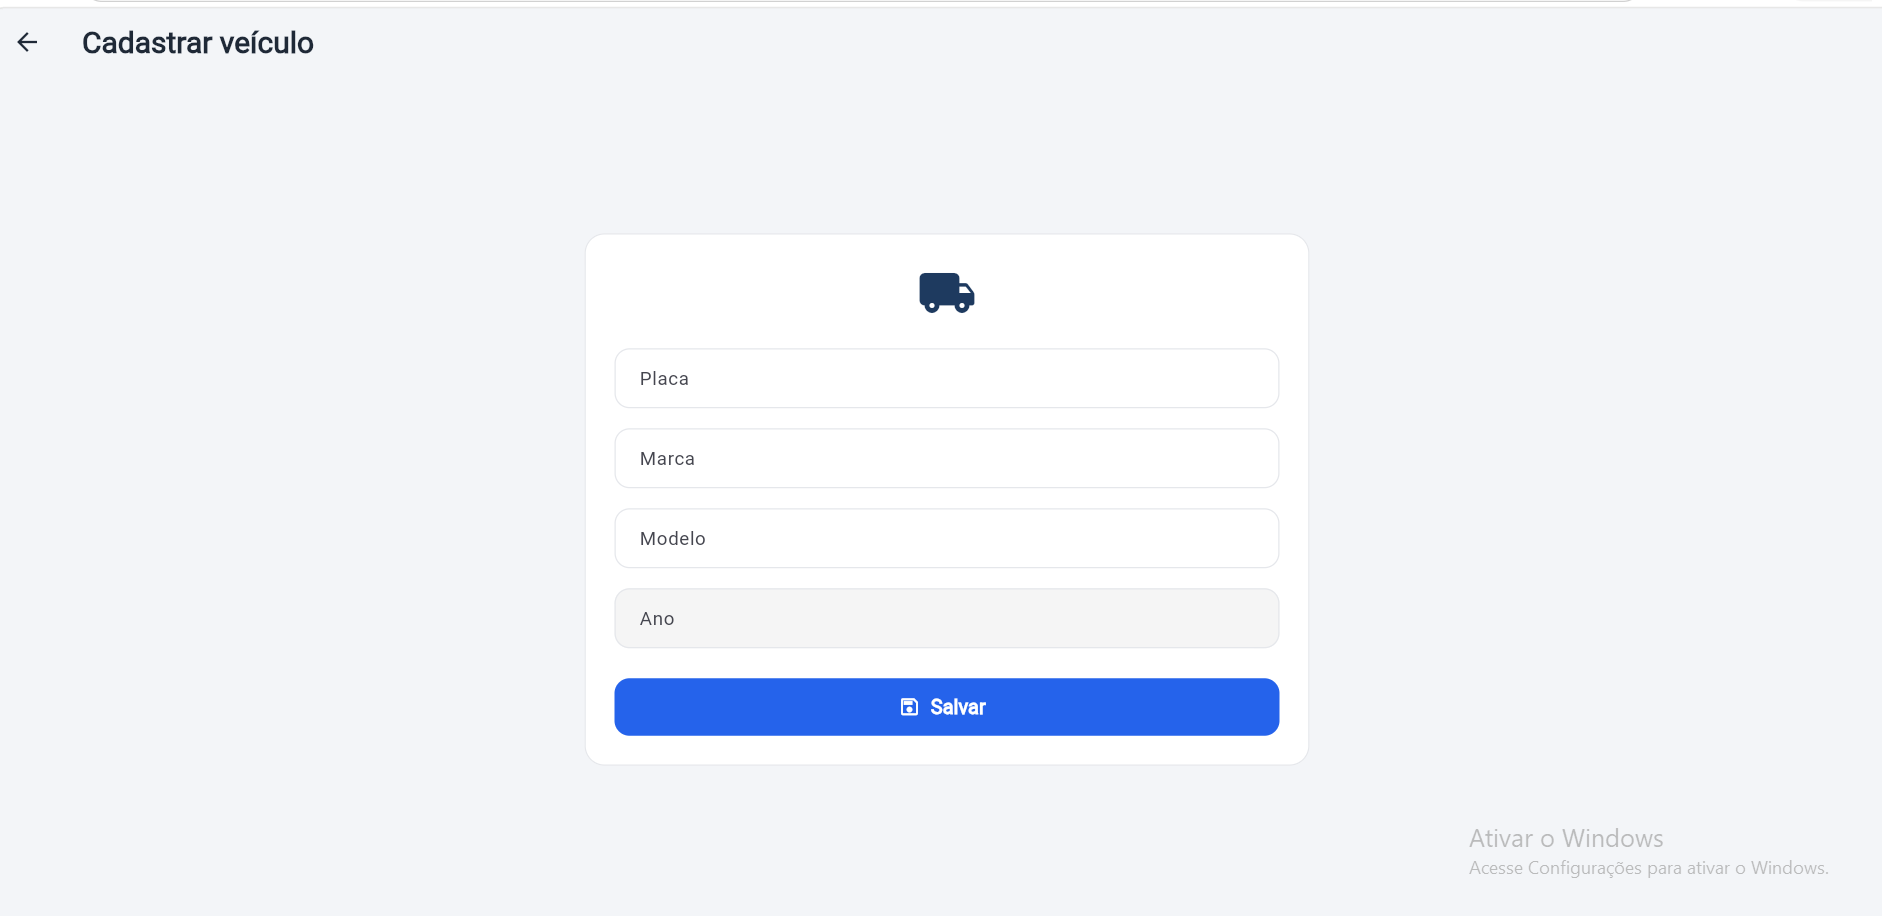 Cadastrar veículo
Placa
Marca
Modelo
Ano
Salvar
Ativar o Windows
Acesse Configurações para ativar o Windows.